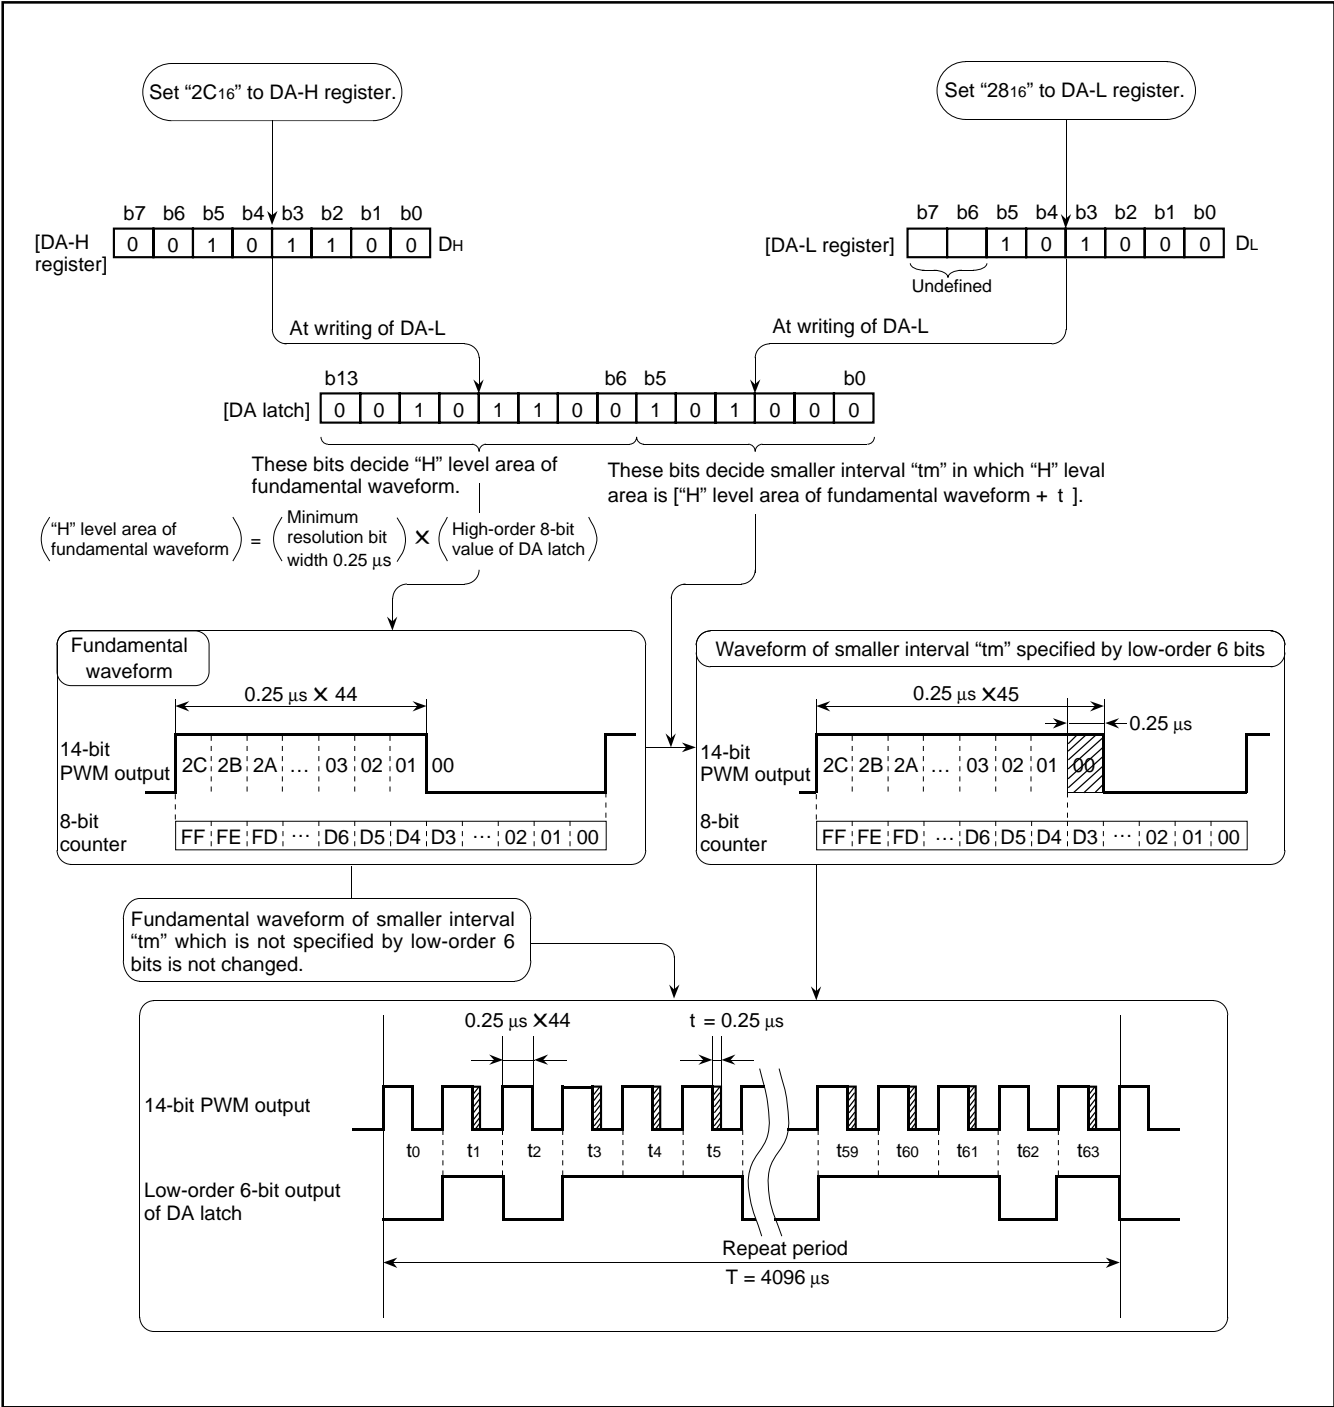 Set “2C16” to DA-H register.
Set “2816” to DA-L register.
b7 b6 b5 b4 b3 b2 b1 b0
[DA-H register] 0 0 1 0 1 1 0 0 DH
b7 b6 b5 b4 b3 b2 b1 b0
[DA-L register] 1 0 1 0 0 0 DL
Undefined
At writing of DA-L
At writing of DA-L
b13 b6 b5 b0
[DA latch] 0 0 1 0 1 1 0 0 1 0 1 0 0 0
These bits decide “H” level area of
fundamental waveform.
These bits decide smaller interval “tm” in which “H” leval
area is [“H” level area of fundamental waveform + t ].
“H” level area of
fundamental waveform
=
Minimum
resolution bit
width 0.25 µs
×
High-order 8-bit
value of DA latch
Fundamental
waveform
0.25 µs × 44
14-bit
PWM output
2C 2B 2A … 03 02 01 00
8-bit
counter
FF FE FD … D6 D5 D4 D3 … 02 01 00
Waveform of smaller interval “tm” specified by low-order 6 bits
0.25 µs ×45
0.25 µs
14-bit
PWM output
2C 2B 2A … 03 02 01 00
8-bit
counter
FF FE FD … D6 D5 D4 D3 … 02 01 00
Fundamental waveform of smaller interval
“tm” which is not specified by low-order 6
bits is not changed.
0.25 µs ×44
t = 0.25 µs
14-bit PWM output
t0 t1 t2 t3 t4 t5 t59 t60 t61 t62 t63
Low-order 6-bit output
of DA latch
Repeat period
T = 4096 µs